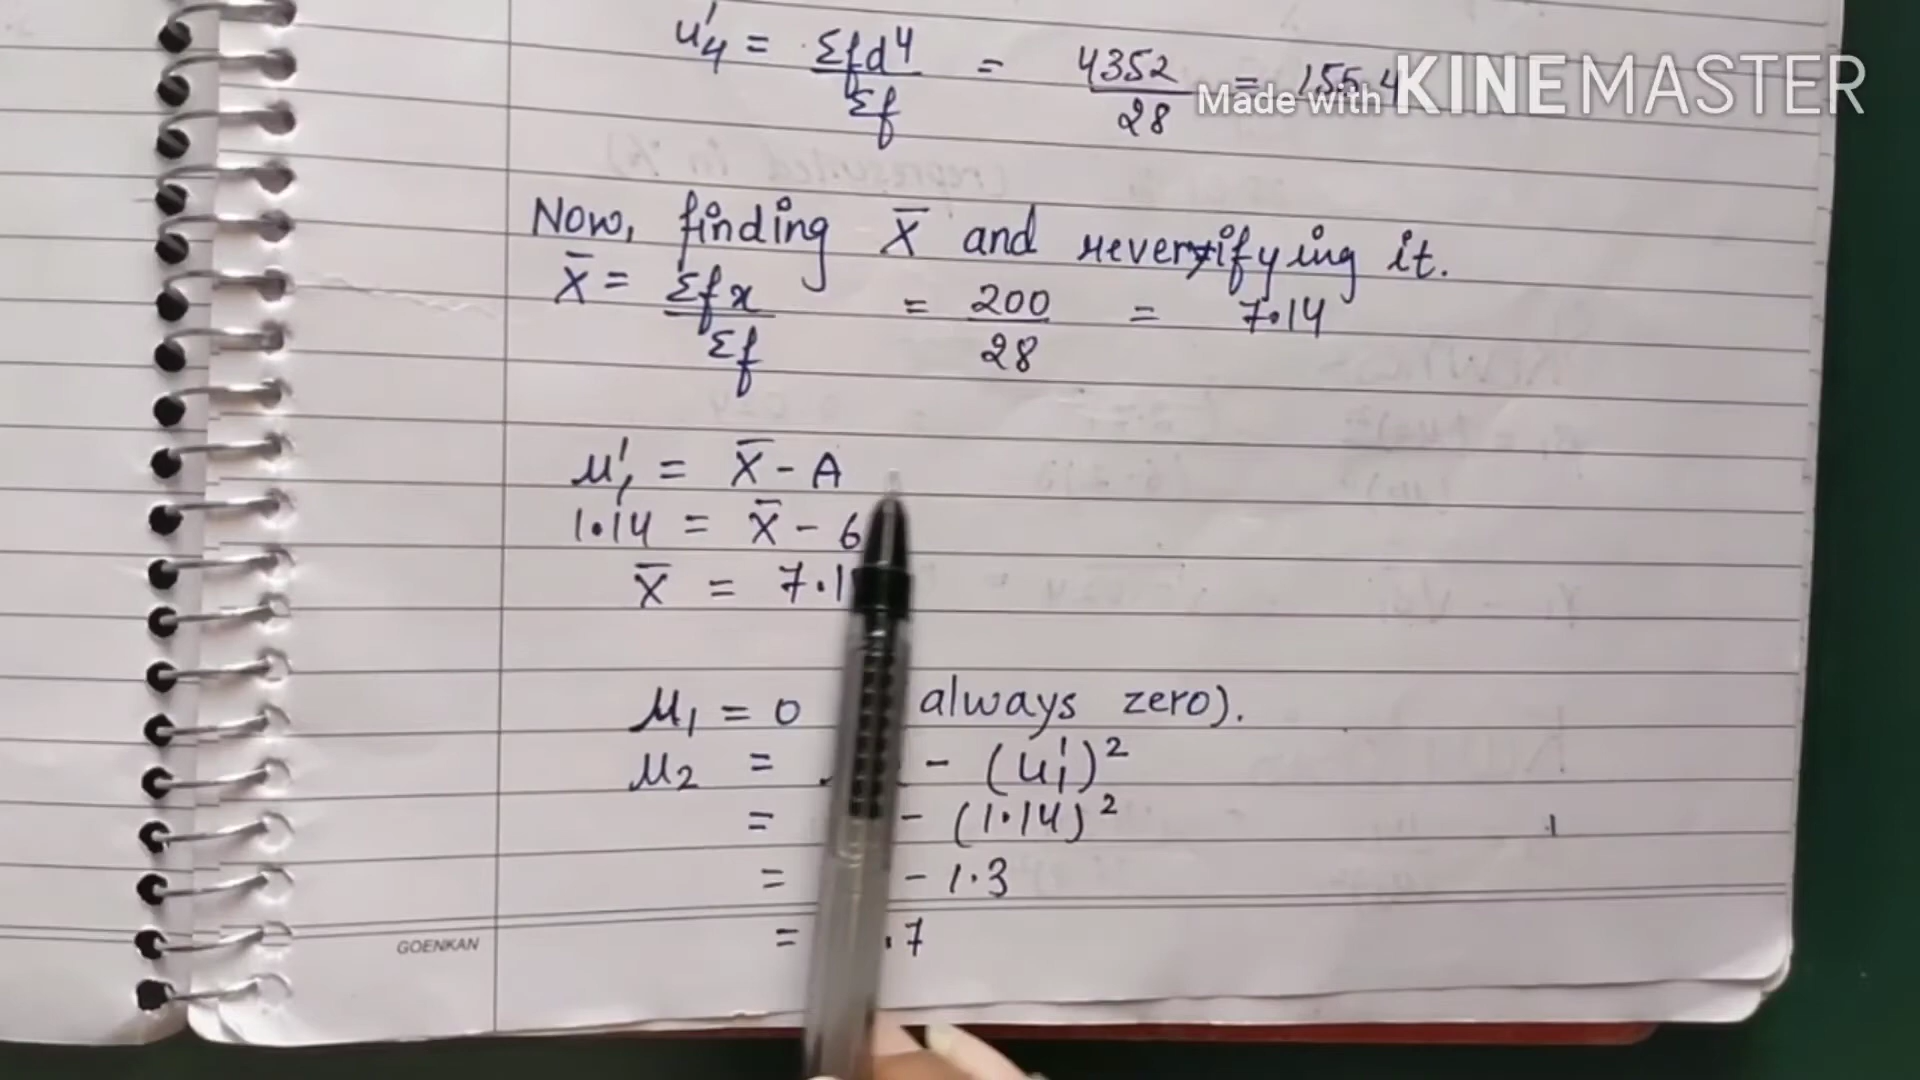 μ'4 = Σfd⁴ / Σf = 4352 / 28 = 155.4
Made with KINEMASTER
Now, finding X̄ and reverifying it.
X̄ = Σfx / Σf = 200 / 28 = 7.14
μ'1 = X̄ - A
1.14 = X̄ - 6
X̄ = 7.1
μ1 = 0 always zero).
μ2 = - (μ'1)²
= - (1.14)²
= - 1.3
= .7
GOENKAN